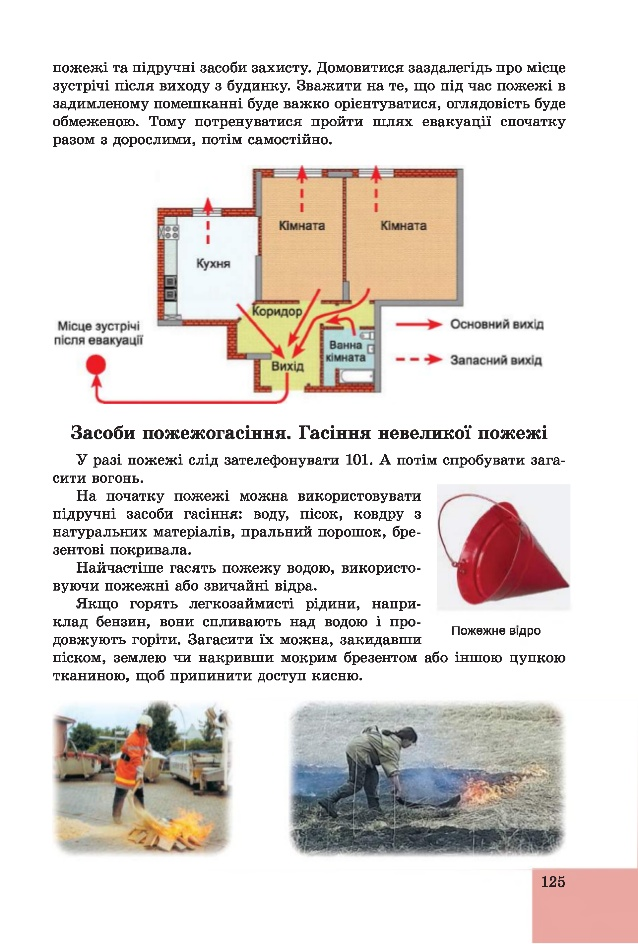 пожежі та підручні засоби захисту. Домовитися заздалегідь про місце
зустрічі після виходу з будинку. Зважити на те, що під час пожежі в
задимленому помешканні буде важко орієнтуватися, оглядовість буде
обмеженою. Тому потренуватися пройти шлях евакуації спочатку
разом з дорослими, потім самостійно.
Кімната
Кімната
Кухня
Коридор
Ванна
кімната
Вихід
Місце зустрічі
після евакуації
Основний вихід
Запасний вихід
Засоби пожежогасіння. Гасіння невеликої пожежі
У разі пожежі слід зателефонувати 101. А потім спробувати зага-
сити вогонь.
На початку пожежі можна використовувати
підручні засоби гасіння: воду, пісок, ковдру з
натуральних матеріалів, пральний порошок, бре-
зентові покривала.
Найчастіше гасять пожежу водою, використо-
вуючи пожежні або звичайні відра.
Якщо горять легкозаймисті рідини, напри-
клад бензин, вони спливають над водою і про-
довжують горіти. Загасити їх можна, закидавши
піском, землею чи накривши мокрим брезентом або іншою цупкою
тканиною, щоб припинити доступ кисню.
Пожежне відро
125